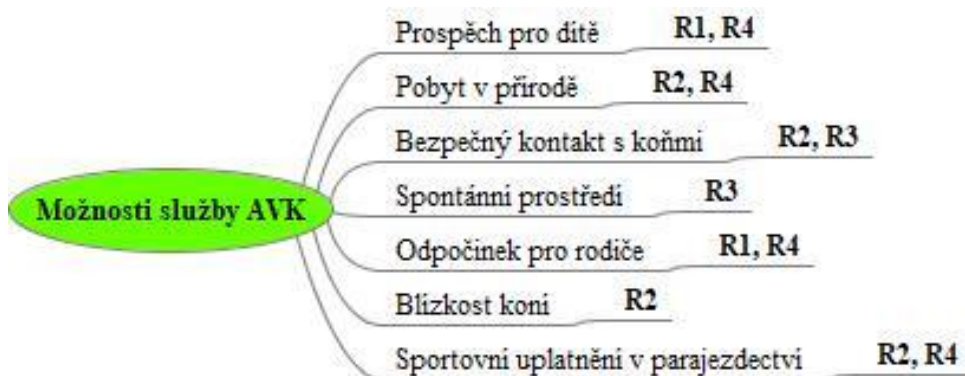 Možnosti služby AVK
Prospěch pro dítě R1, R4
Pobyt v přírodě R2, R4
Bezpečný kontakt s koňmi R2, R3
Spontánní prostředí R3
Odpočinek pro rodiče R1, R4
Blízkost koní R2
Sportovní uplatnění v parajezdectví R2, R4